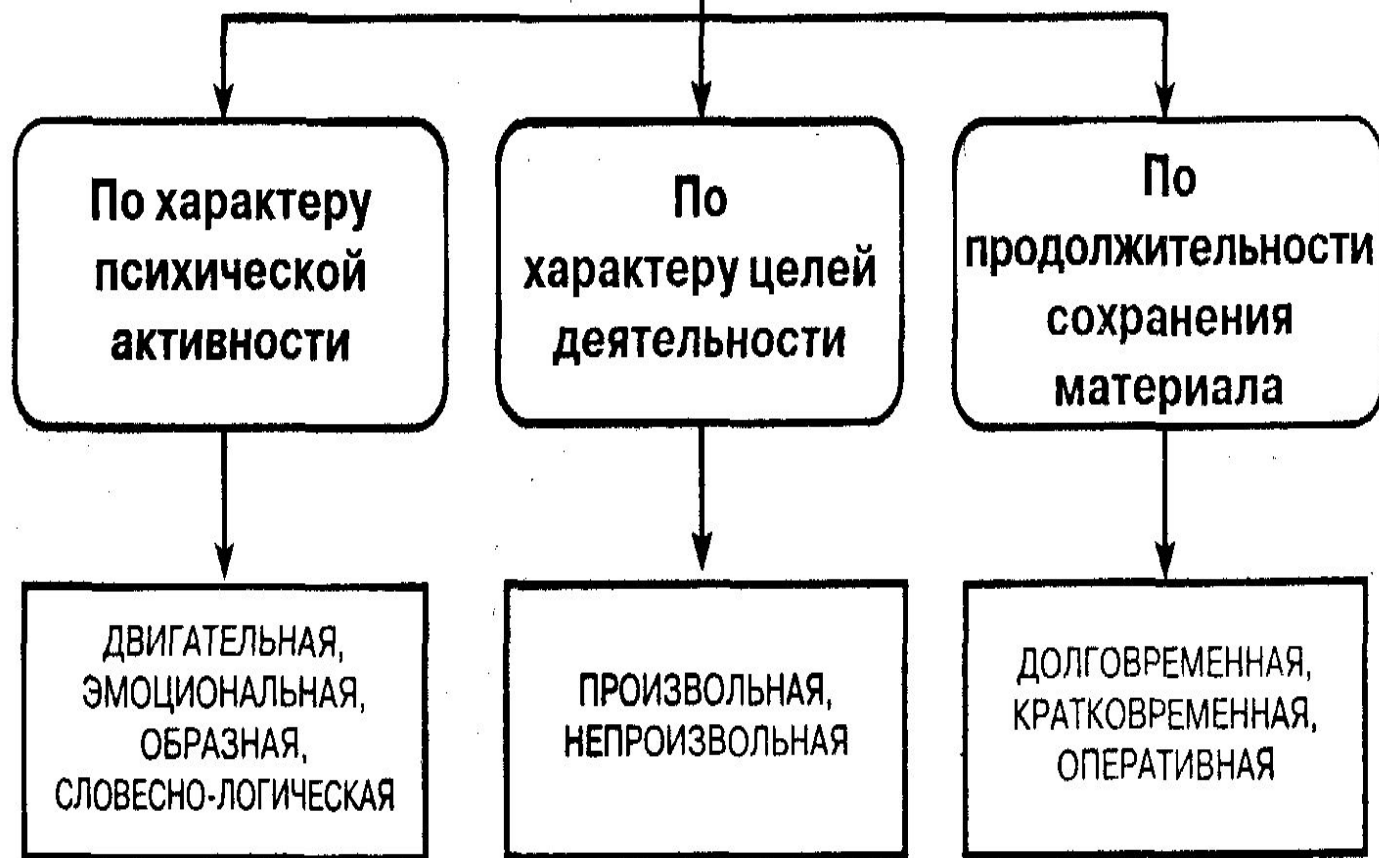 По характеру
психической
активности
По
характеру целей
деятельности
По
продолжительности
сохранения
материала
ДВИГАТЕЛЬНАЯ,
ЭМОЦИОНАЛЬНАЯ,
ОБРАЗНАЯ,
СЛОВЕСНО-ЛОГИЧЕСКАЯ
ПРОИЗВОЛЬНАЯ,
НЕПРОИЗВОЛЬНАЯ
ДОЛГОВРЕМЕННАЯ,
КРАТКОВРЕМЕННАЯ,
ОПЕРАТИВНАЯ